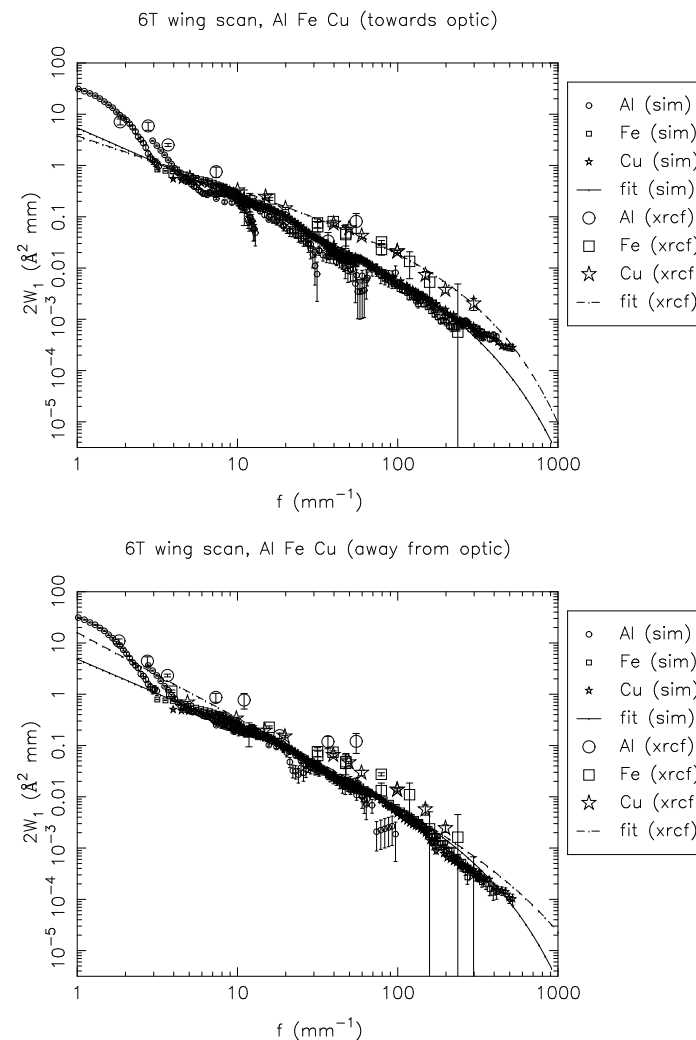 6T wing scan, Al Fe Cu (towards optic)
100
10
1
0.1
0.01
10⁻³
10⁻⁴
10⁻⁵
2W₁ (Å² mm)
1
10
100
1000
f (mm⁻¹)
Al (sim)
Fe (sim)
Cu (sim)
fit (sim)
Al (xrcf)
Fe (xrcf)
Cu (xrcf
fit (xrcf)
6T wing scan, Al Fe Cu (away from optic)
100
10
1
0.1
0.01
10⁻³
10⁻⁴
10⁻⁵
2W₁ (Å² mm)
1
10
100
1000
f (mm⁻¹)
Al (sim)
Fe (sim)
Cu (sim)
fit (sim)
Al (xrcf)
Fe (xrcf)
Cu (xrcf
fit (xrcf)